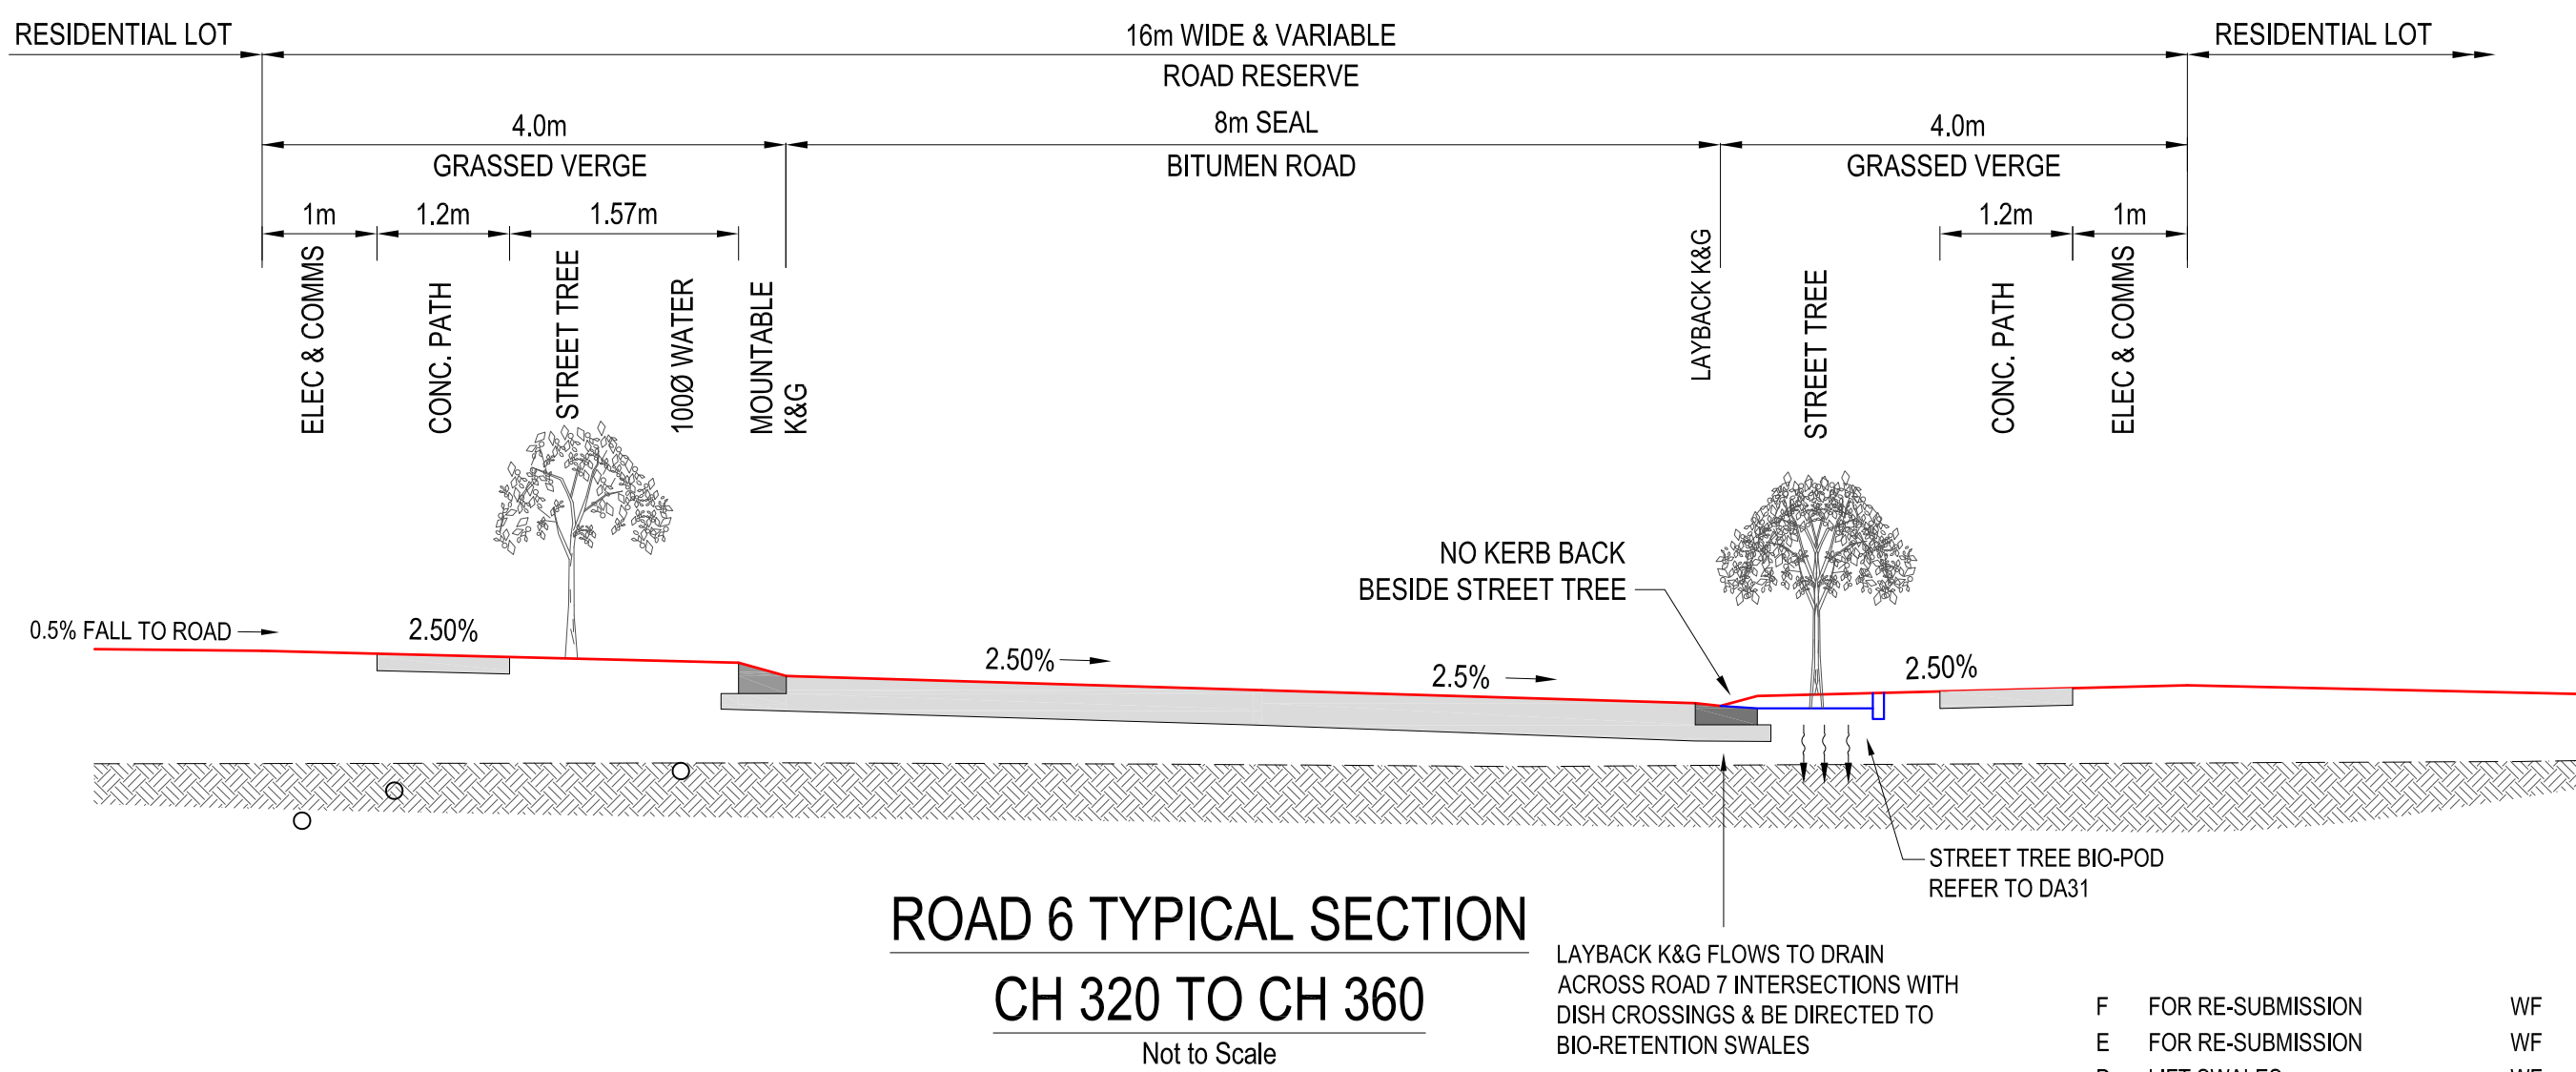 RESIDENTIAL LOT
16m WIDE & VARIABLE
RESIDENTIAL LOT
ROAD RESERVE
4.0m
8m SEAL
4.0m
GRASSED VERGE
BITUMEN ROAD
GRASSED VERGE
1m
1.2m
1.57m
1.2m
1m
ELEC & COMMS
CONC. PATH
STREET TREE
100Ø WATER
MOUNTABLE
K&G
LAYBACK K&G
STREET TREE
CONC. PATH
ELEC & COMMS
NO KERB BACK
BESIDE STREET TREE
0.5% FALL TO ROAD
2.50%
2.50%
2.5%
2.50%
STREET TREE BIO-POD
REFER TO DA31
ROAD 6 TYPICAL SECTION
CH 320 TO CH 360
Not to Scale
LAYBACK K&G FLOWS TO DRAIN
ACROSS ROAD 7 INTERSECTIONS WITH
DISH CROSSINGS & BE DIRECTED TO
BIO-RETENTION SWALES
F FOR RE-SUBMISSION WF
E FOR RE-SUBMISSION WF